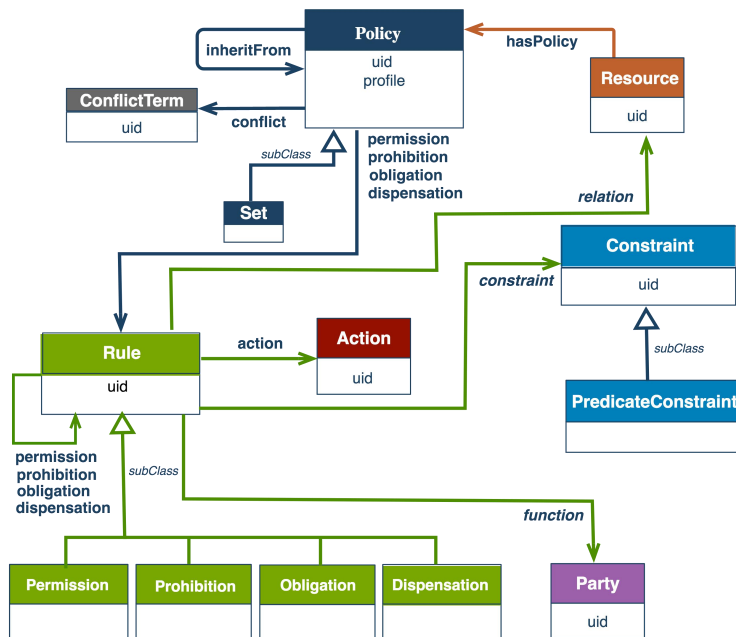 Policy
uid
profile
inheritFrom
hasPolicy
Resource
uid
ConflictTerm
uid
conflict
permission
prohibition
obligation
dispensation
subClass
Set
relation
Constraint
uid
constraint
subClass
PredicateConstraint
Rule
uid
action
Action
uid
permission
prohibition
obligation
dispensation
subClass
function
Permission
Prohibition
Obligation
Dispensation
Party
uid